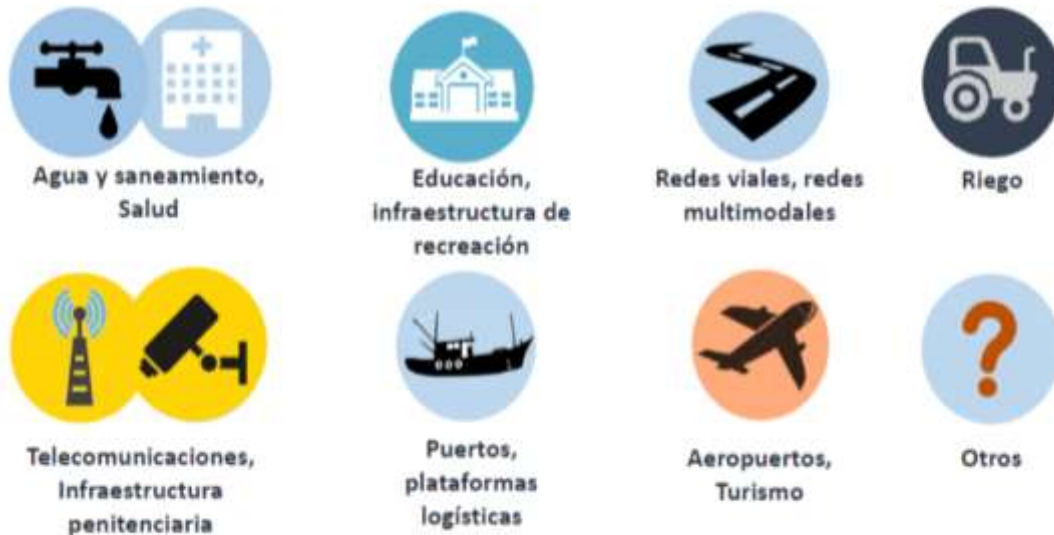 Agua y saneamiento,
Salud
Educación,
infraestructura de
recreación
Redes viales, redes
multimodales
Riego
Telecomunicaciones,
Infraestructura
penitenciaria
Puertos,
plataformas
logísticas
Aeropuertos,
Turismo
Otros